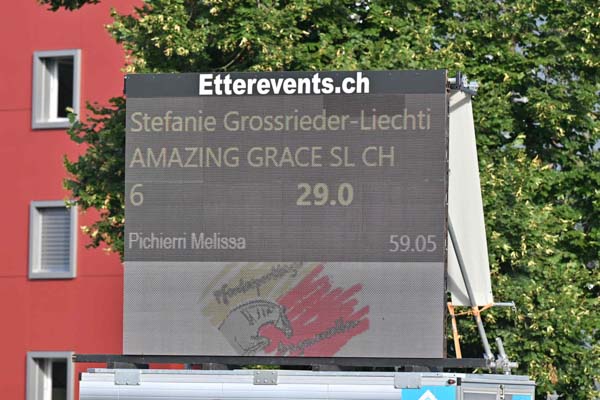 Etterevents.ch
Stefanie Grossrieder-Liechti
AMAZING GRACE SL CH
6 29.0
Pichierri Melissa 59.05